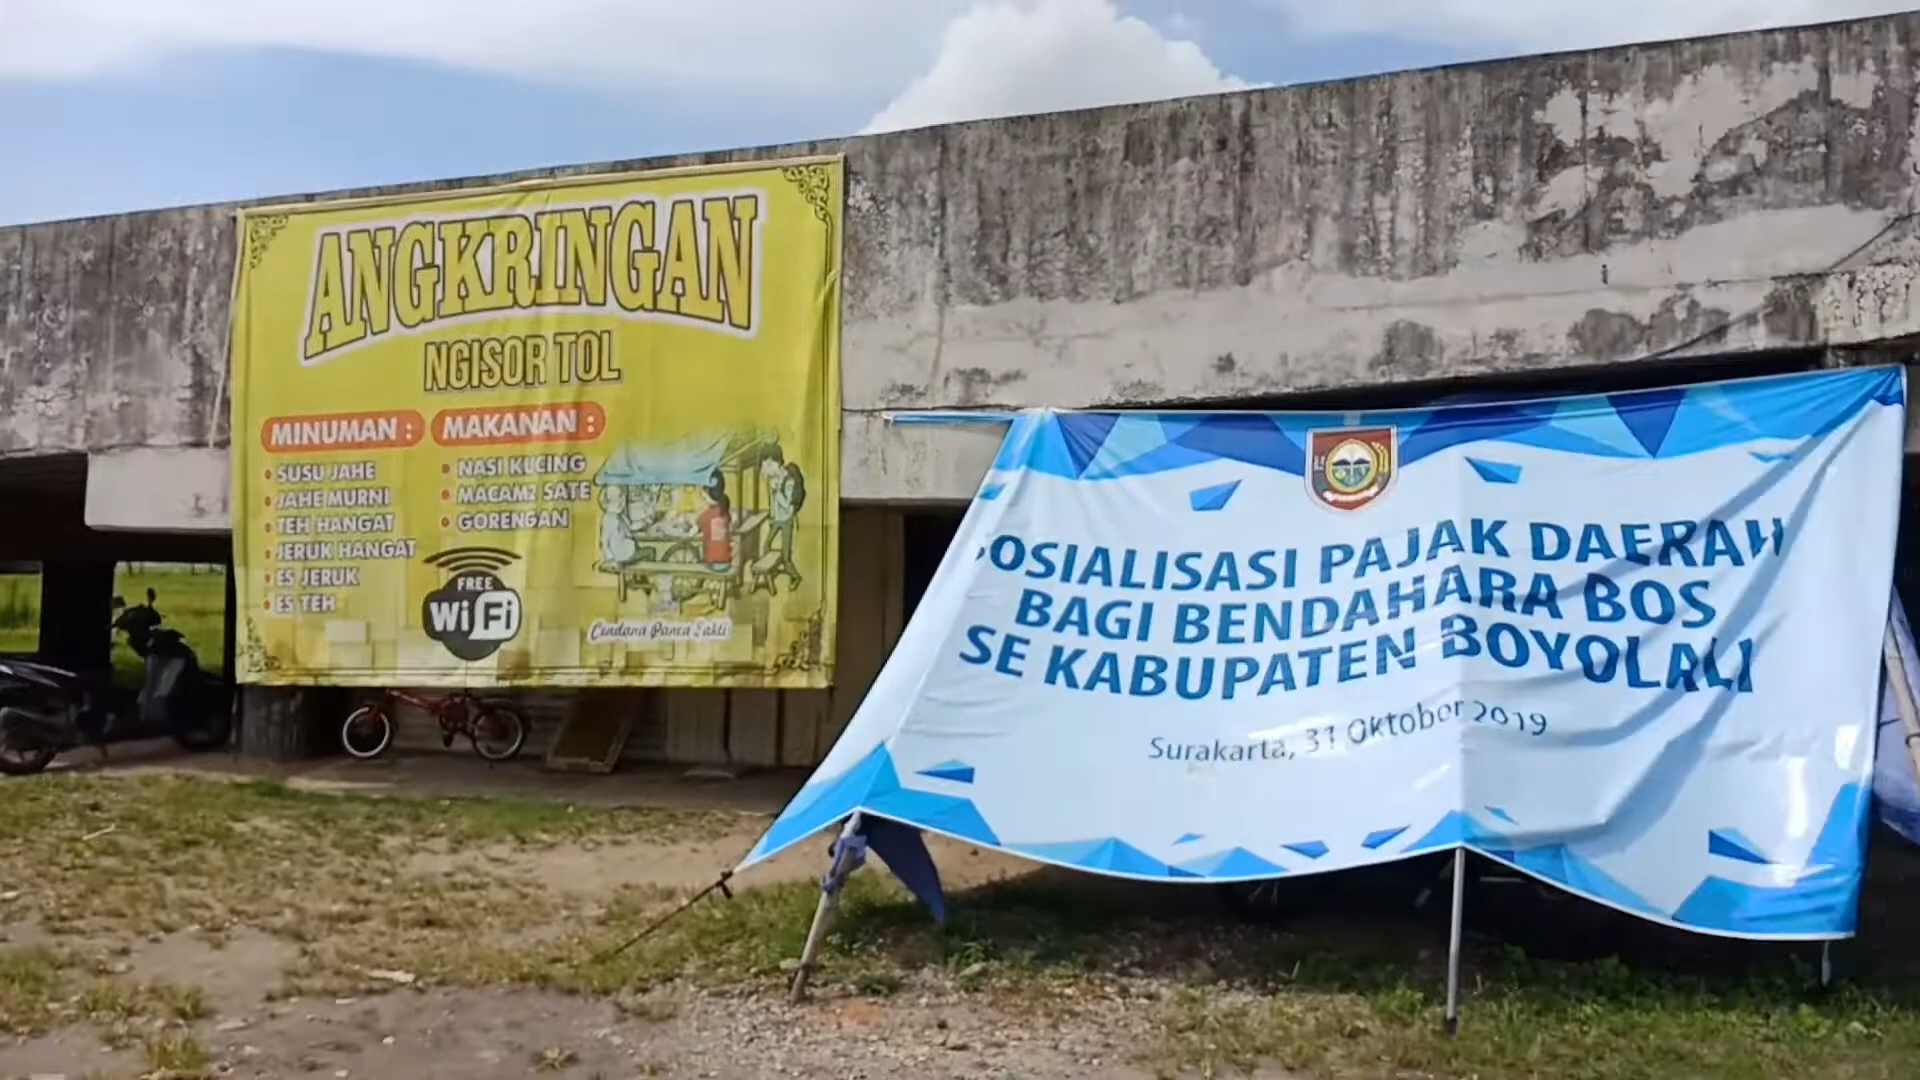 ANGKRINGAN
NGISOR TOL
MINUMAN :
SUSU JAHE
JAHE MURNI
TEH HANGAT
JERUK HANGAT
ES JERUK
ES TEH
MAKANAN :
NASI KUCING
MACAM2 SATE
GORENGAN
FREE
WiFi
Cendana Panca Sakti
SOSIALISASI PAJAK DAERAH
BAGI BENDAHARA BOS
SE KABUPATEN BOYOLALI
Surakarta, 31 Oktober 2019